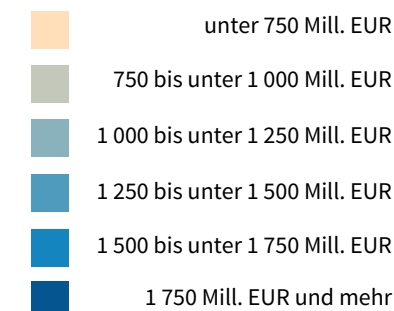 unter 750 Mill. EUR
750 bis unter 1 000 Mill. EUR
1 000 bis unter 1 250 Mill. EUR
1 250 bis unter 1 500 Mill. EUR
1 500 bis unter 1 750 Mill. EUR
1 750 Mill. EUR und mehr